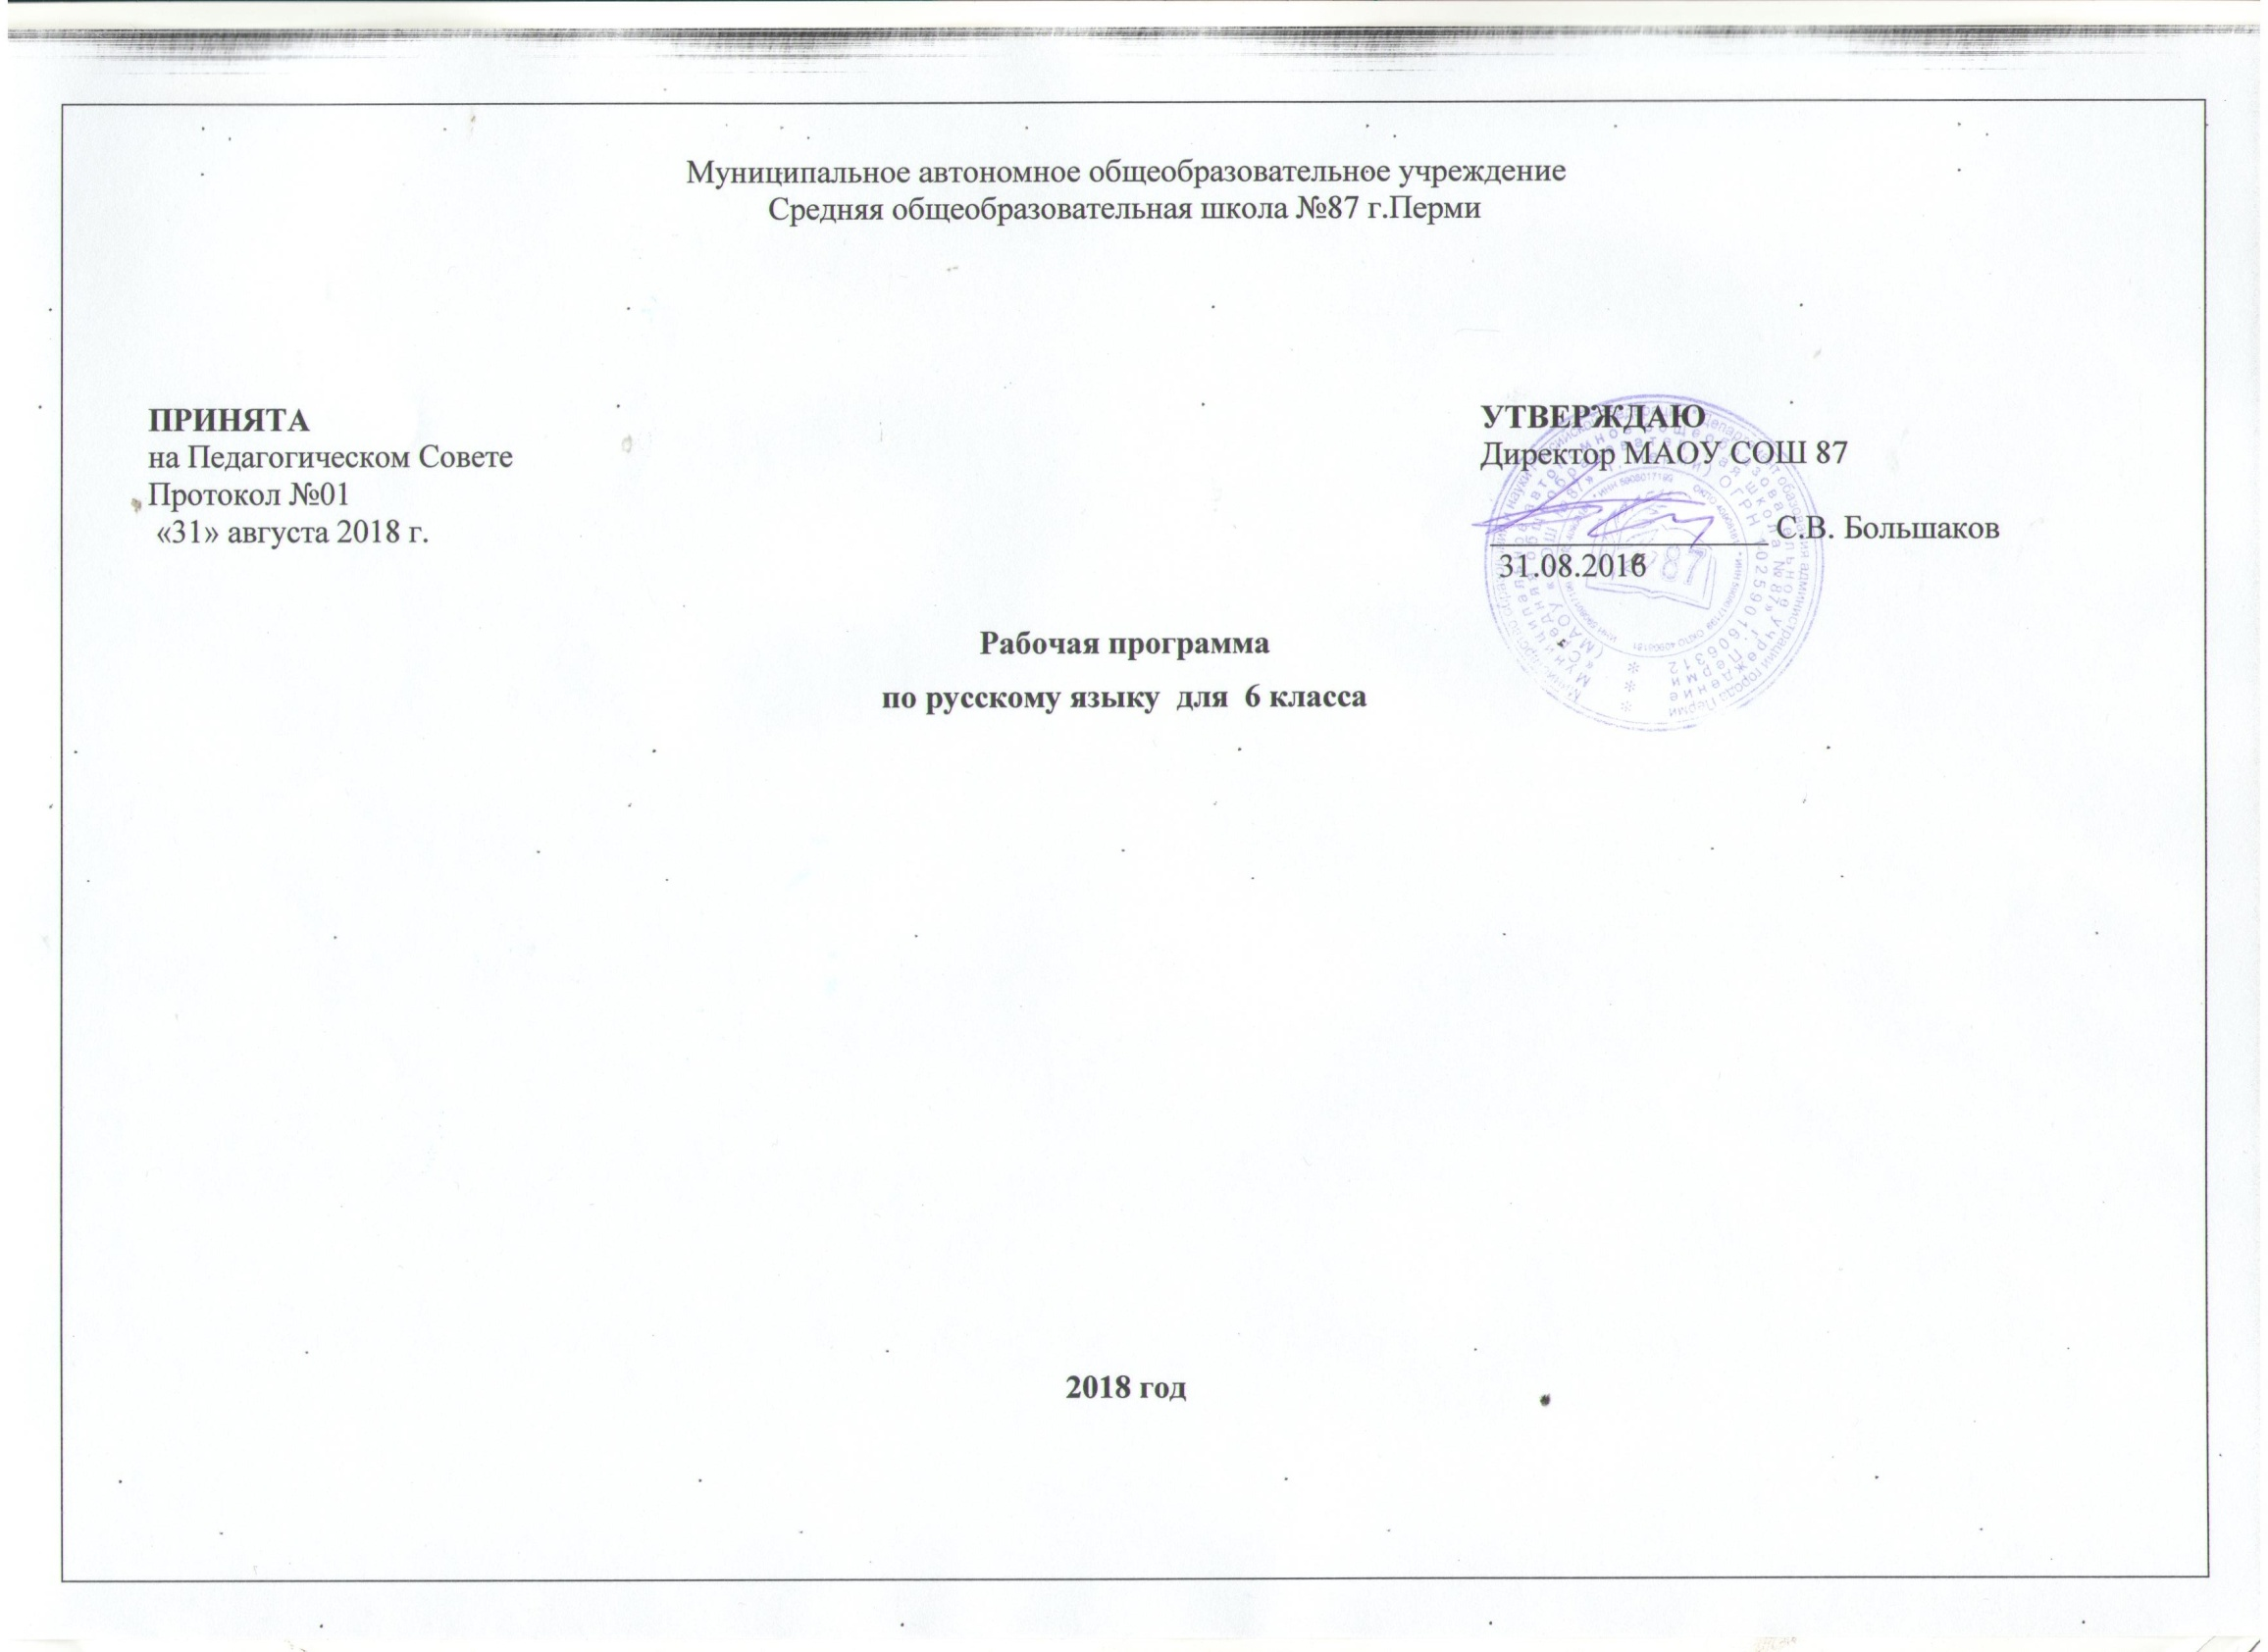 Муниципальное автономное общеобразовательное учреждение
Средняя общеобразовательная школа №87 г.Перми
ПРИНЯТА
на Педагогическом Совете
Протокол №01
«31» августа 2018 г.
УТВЕРЖДАЮ
Директор МАОУ СОШ 87
С.В. Большаков
31.08.2018
87
Рабочая программа
по русскому языку для 6 класса
2018 год